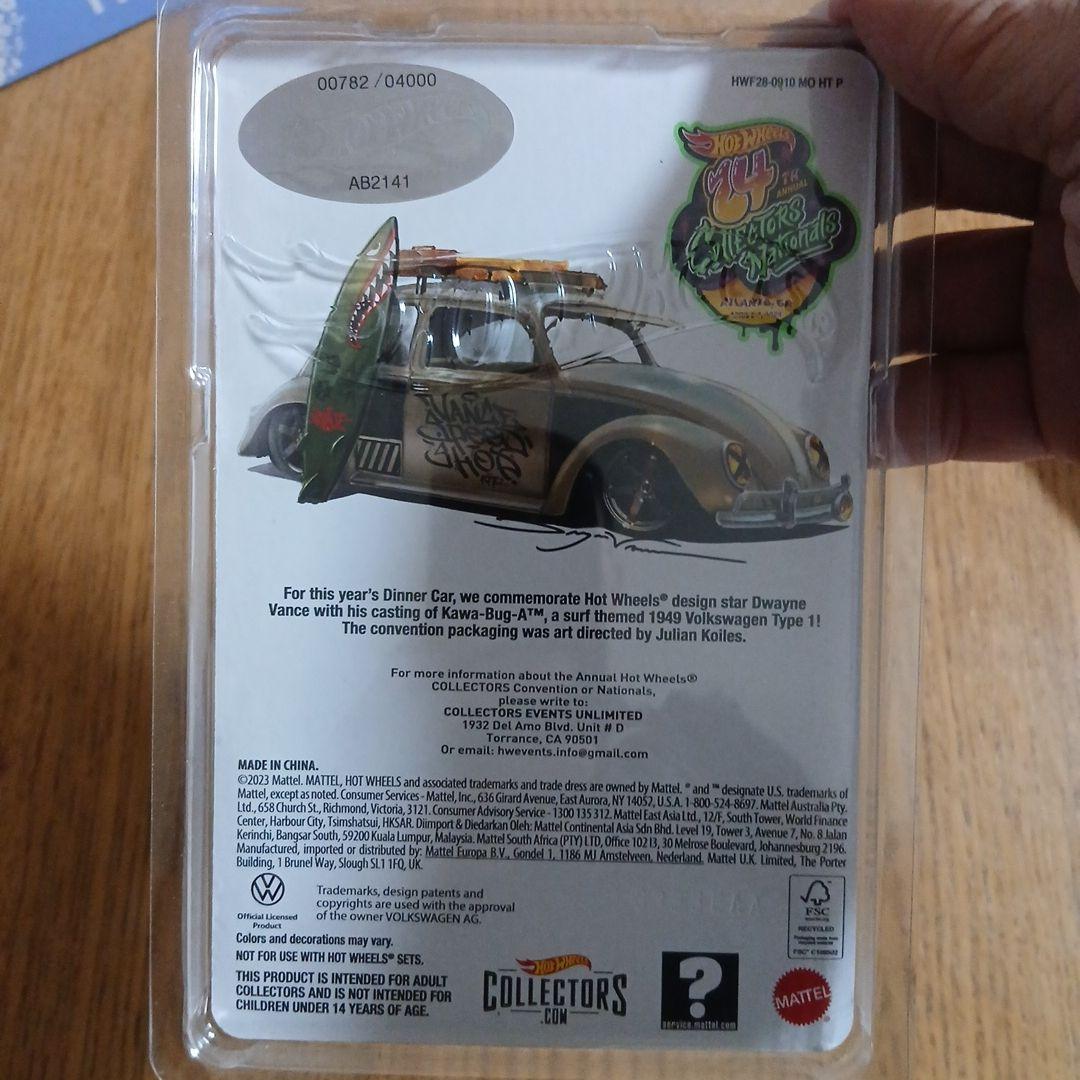 00782 / 04000
AB2141
HWF28-0910 MO HT P
HOT WHEELS
24TH
ANNUAL
COLLECTORS
Nationals
ATLANTA, GA
VANCE
For this year's Dinner Car, we commemorate Hot Wheels® design star Dwayne
Vance with his casting of Kawa-Bug-A™, a surf themed 1949 Volkswagen Type 1!
The convention packaging was art directed by Julian Koiles.
For more information about the Annual Hot Wheels®
COLLECTORS Convention or Nationals,
please write to:
COLLECTORS EVENTS UNLIMITED
1932 Del Amo Blvd. Unit # D
Torrance, CA 90501
Or email: hwevents.info@gmail.com
MADE IN CHINA.
©2023 Mattel. MATTEL, HOT WHEELS and associated trademarks and trade dress are owned by Mattel. ® and ™ designate U.S. trademarks of
Mattel, except as noted. Consumer Services - Mattel, Inc., 636 Girard Avenue, East Aurora, NY 14052, U.S.A. 1-800-524-8697. Mattel Australia Pty.
Ltd., 658 Church St., Richmond, Victoria, 3121. Consumer Advisory Service - 1300 135 312. Mattel East Asia Ltd., 12/F, South Tower, World Finance
Center, Harbour City, Tsimshatsui, HKSAR. Diimport & Diedarkan Oleh: Mattel Continental Asia Sdn Bhd. Level 19, Tower 3, Avenue 7, No. 8 Jalan
Kerinchi, Bangsar South, 59200 Kuala Lumpur, Malaysia. Mattel South Africa (PTY) LTD, Office 10213, 30 Melrose Boulevard, Johannesburg 2196.
Manufactured, imported or distributed by: Mattel Europa B.V., Gondel 1, 1186 MJ Amstelveen, Nederland. Mattel U.K. Limited, The Porter
Building, 1 Brunel Way, Slough SL1 1FQ, UK.
Official Licensed
Product
Trademarks, design patents and
copyrights are used with the approval
of the owner VOLKSWAGEN AG.
FSC
RECYCLED
Colors and decorations may vary.
NOT FOR USE WITH HOT WHEELS® SETS.
THIS PRODUCT IS INTENDED FOR ADULT
COLLECTORS AND IS NOT INTENDED FOR
CHILDREN UNDER 14 YEARS OF AGE.
HOT WHEELS
COLLECTORS
.COM
?
service.mattel.com
MATTEL